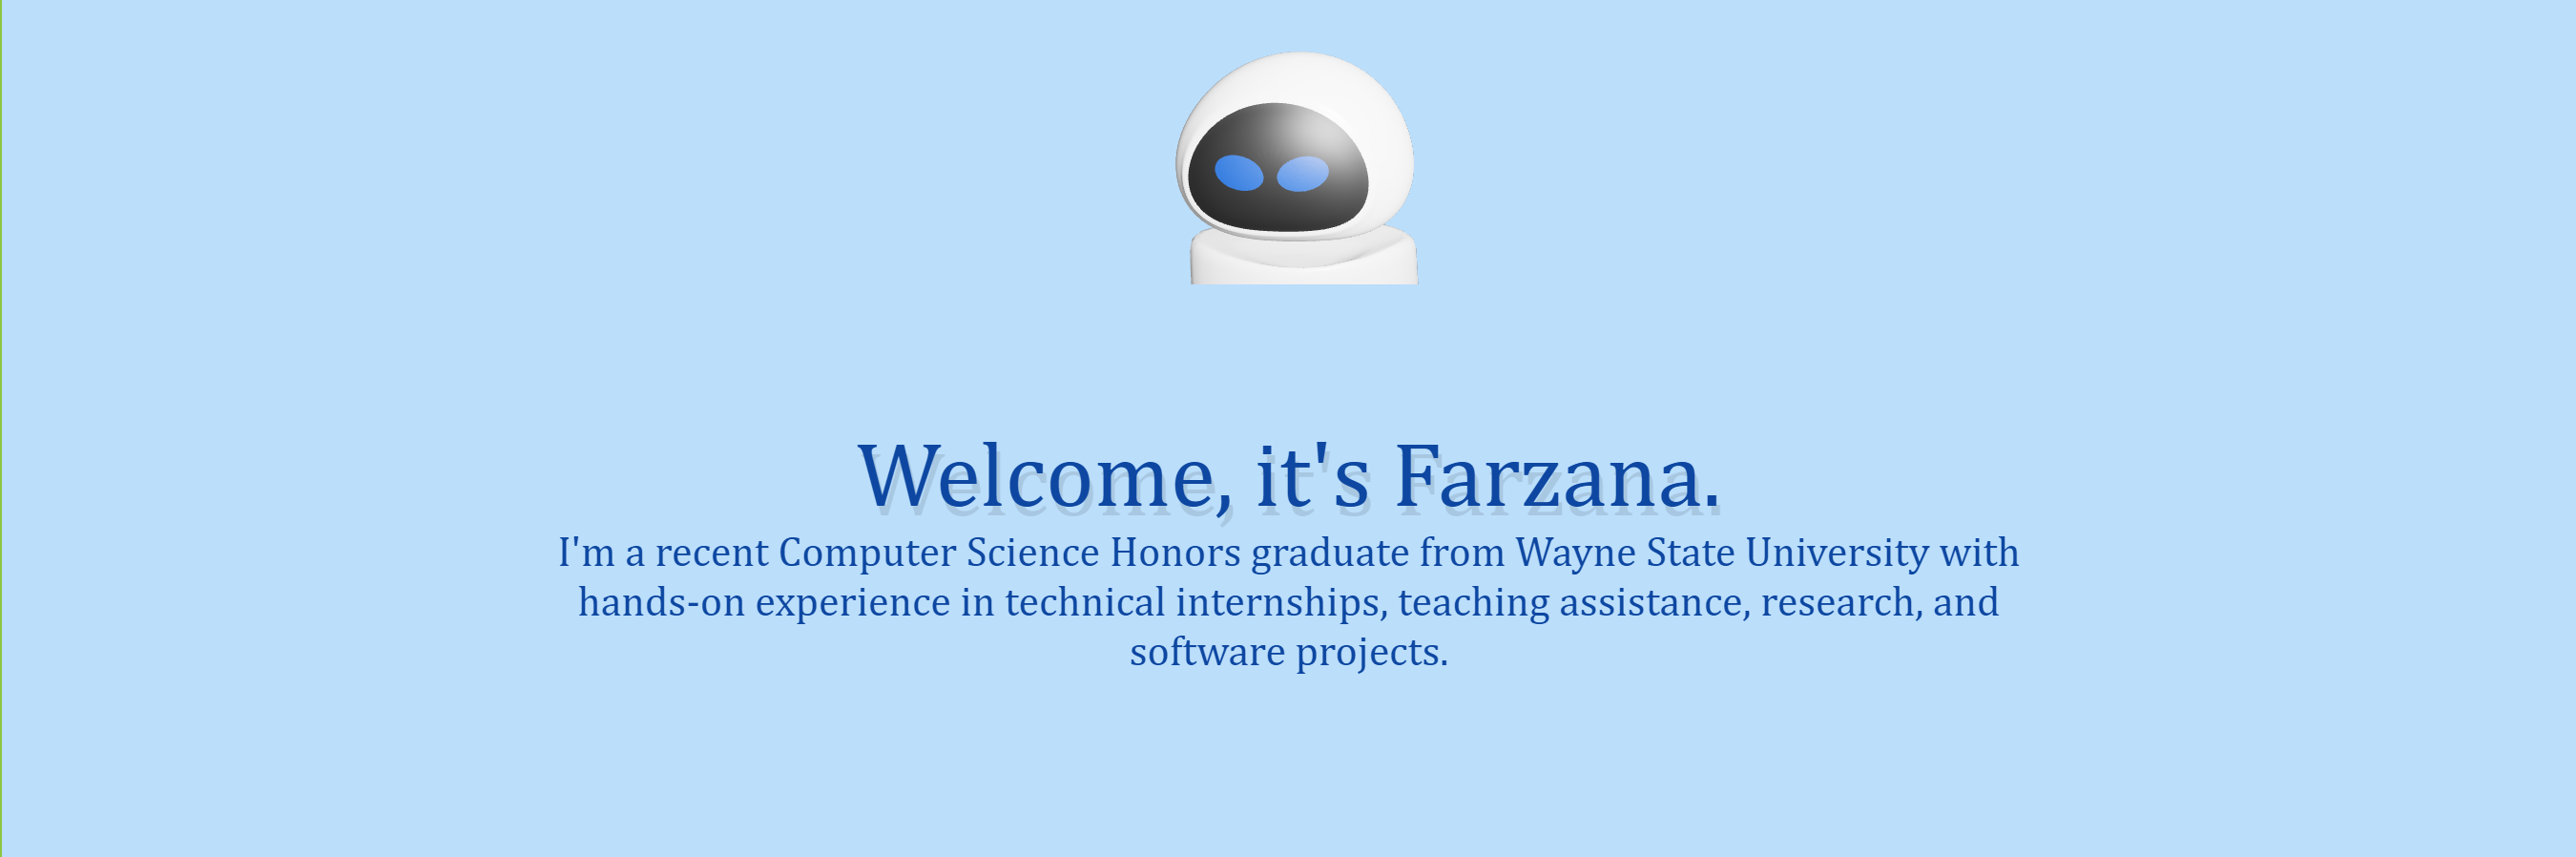 Welcome, it's Farzana.
I'm a recent Computer Science Honors graduate from Wayne State University with
hands-on experience in technical internships, teaching assistance, research, and
software projects.